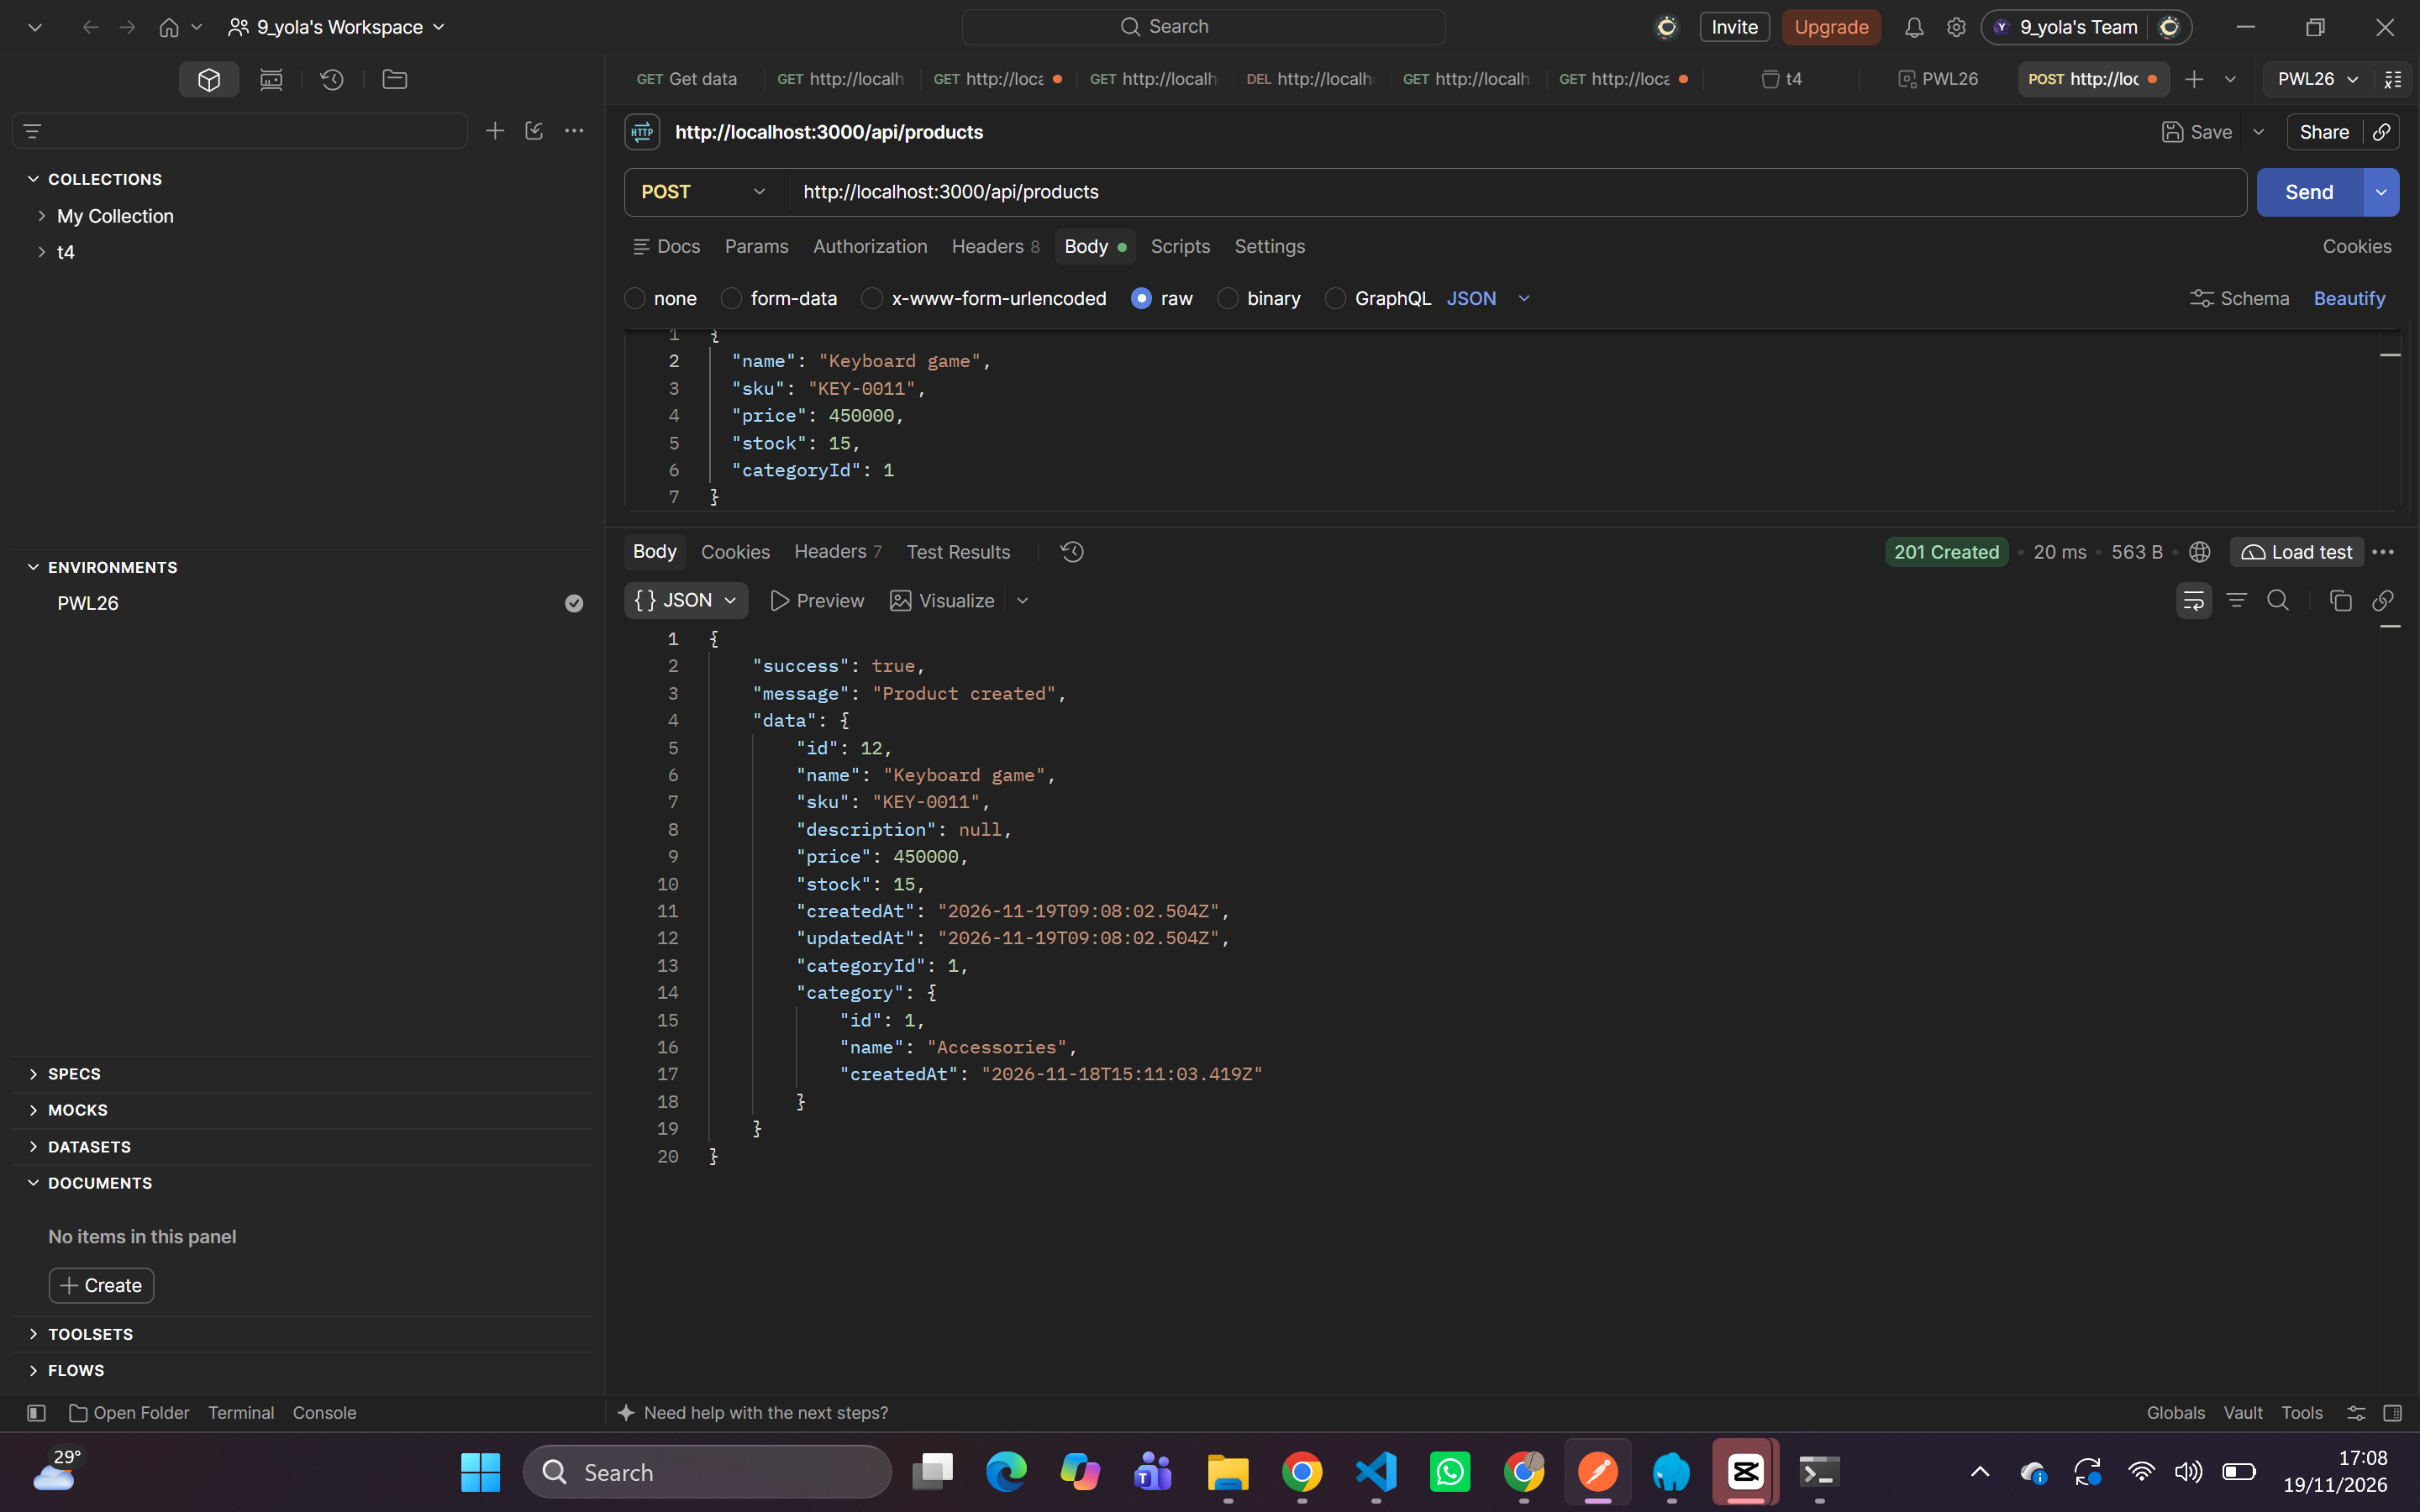 9_yola's Workspace
Search
Invite
Upgrade
Y
9_yola's Team
GET Get data
GET http://localh
GET http://loca
GET http://localh
DEL http://localh
GET http://localh
GET http://loca
t4
PWL26
POST http://loc
PWL26
HTTP
http://localhost:3000/api/products
Save
Share
COLLECTIONS
My Collection
t4
POST
http://localhost:3000/api/products
Send
Docs
Params
Authorization
Headers 8
Body
Scripts
Settings
Cookies
none
form-data
x-www-form-urlencoded
raw
binary
GraphQL
JSON
Schema
Beautify
1 {
2 "name": "Keyboard game",
3 "sku": "KEY-0011",
4 "price": 450000,
5 "stock": 15,
6 "categoryId": 1
7 }
ENVIRONMENTS
PWL26
Body
Cookies
Headers 7
Test Results
201 Created
20 ms
563 B
Load test
{} JSON
Preview
Visualize
1 {
2 "success": true,
3 "message": "Product created",
4 "data": {
5 "id": 12,
6 "name": "Keyboard game",
7 "sku": "KEY-0011",
8 "description": null,
9 "price": 450000,
10 "stock": 15,
11 "createdAt": "2026-11-19T09:08:02.504Z",
12 "updatedAt": "2026-11-19T09:08:02.504Z",
13 "categoryId": 1,
14 "category": {
15 "id": 1,
16 "name": "Accessories",
17 "createdAt": "2026-11-18T15:11:03.419Z"
18 }
19 }
20 }
SPECS
MOCKS
DATASETS
DOCUMENTS
No items in this panel
Create
TOOLSETS
FLOWS
Open Folder
Terminal
Console
Need help with the next steps?
Globals
Vault
Tools
29°
Search
T
17:08
19/11/2026